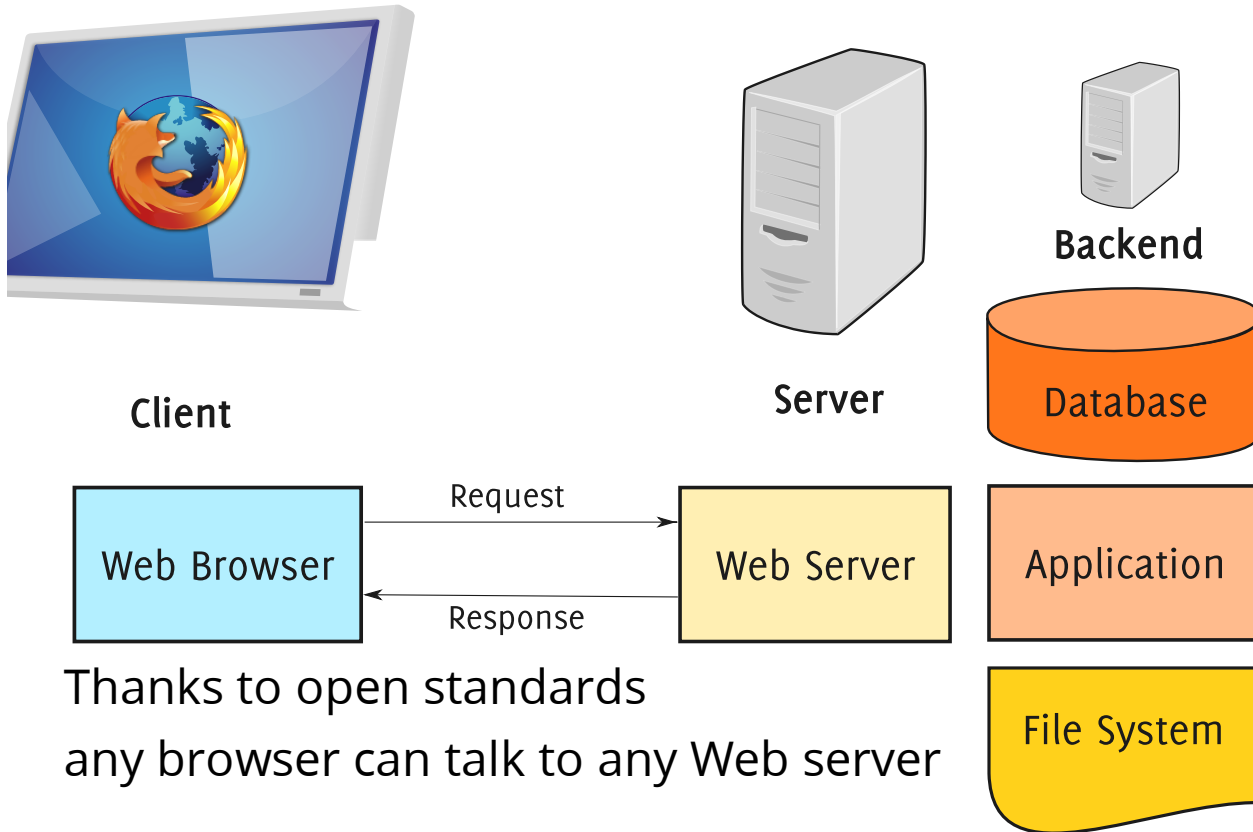 Backend
Client
Server
Database
Web Browser
Request
Response
Web Server
Application
File System
Thanks to open standards
any browser can talk to any Web server